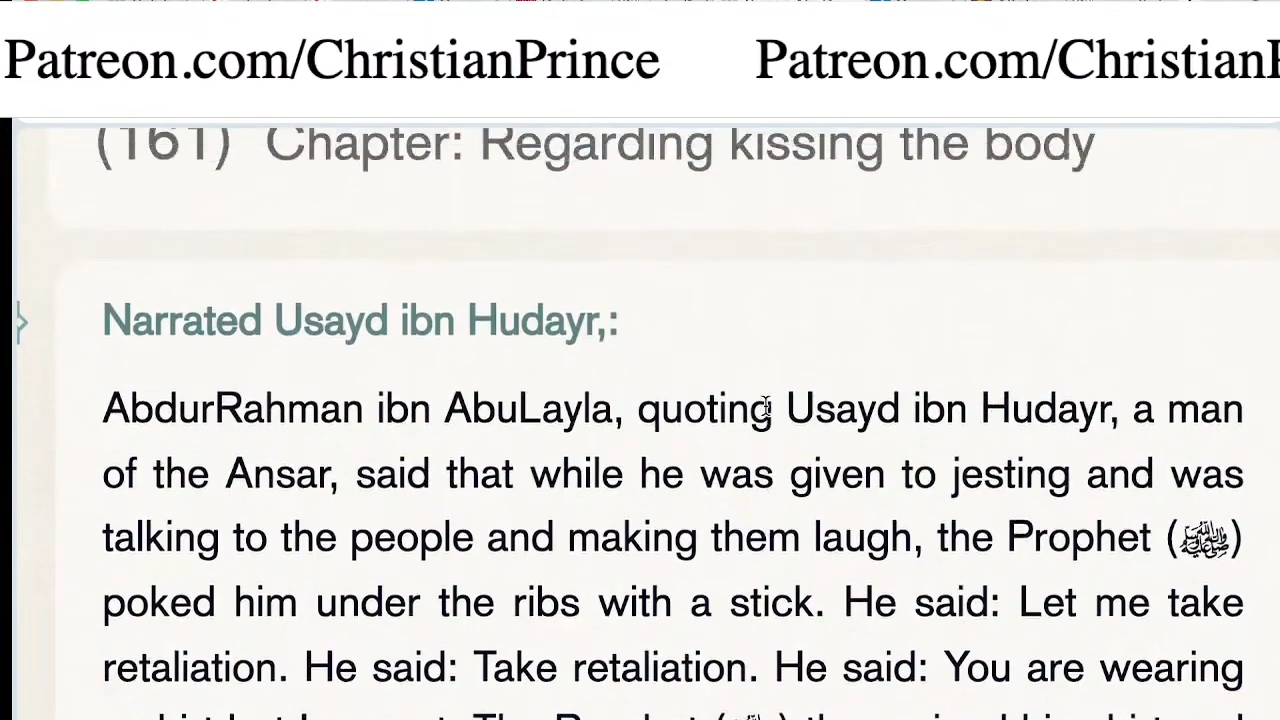 Patreon.com/ChristianPrince Patreon.com/Christian
(161) Chapter: Regarding kissing the body
Narrated Usayd ibn Hudayr,:
AbdurRahman ibn AbuLayla, quoting Usayd ibn Hudayr, a man
of the Ansar, said that while he was given to jesting and was
talking to the people and making them laugh, the Prophet (ﷺ)
poked him under the ribs with a stick. He said: Let me take
retaliation. He said: Take retaliation. He said: You are wearing